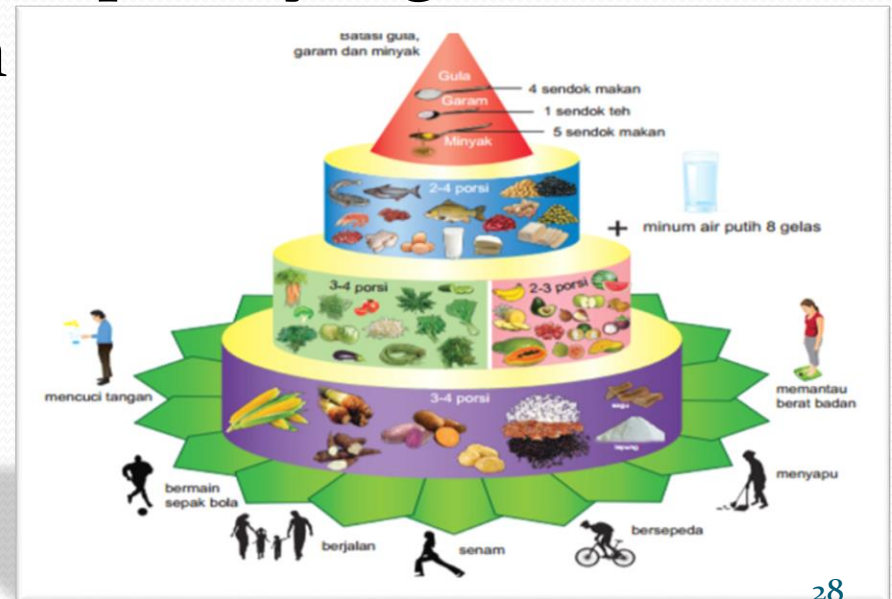 Batasi gula,
garam dan minyak
Gula
4 sendok makan
Garam
1 sendok teh
5 sendok makan
Minyak
2-4 porsi
+ minum air putih 8 gelas
3-4 porsi
2-3 porsi
mencuci tangan
3-4 porsi
sagu
tepung
memantau
berat badan
bermain
sepak bola
menyapu
berjalan
senam
bersepeda
28